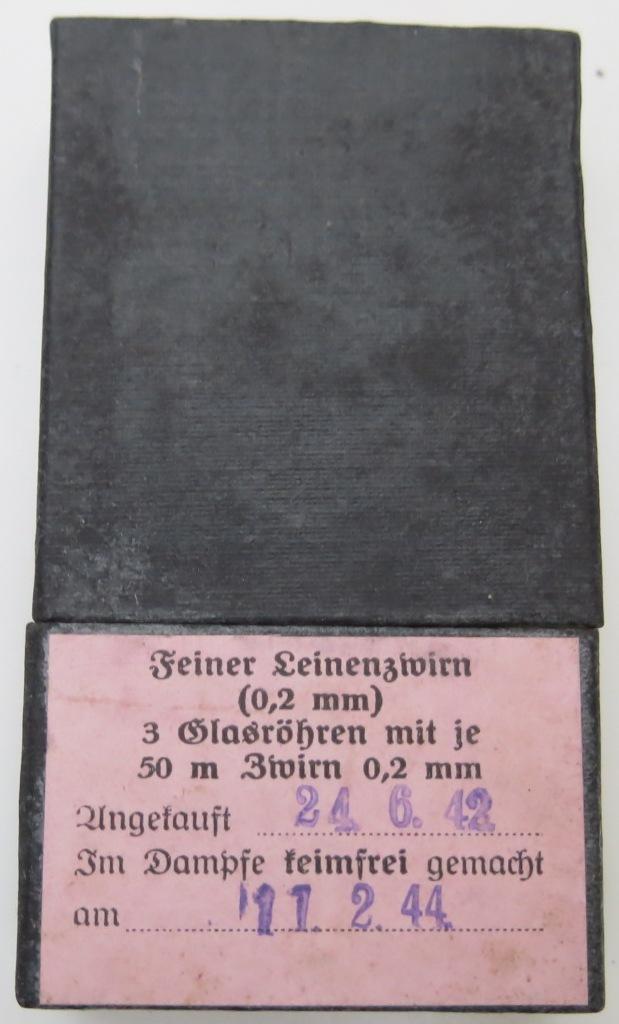 Feiner Leinenzwirn
(0,2 mm)
3 Glasröhren mit je
50 m Zwirn 0,2 mm
Angekauft 24. 6. 42
Im Dampfe keimfrei gemacht
am 11. 2. 44.